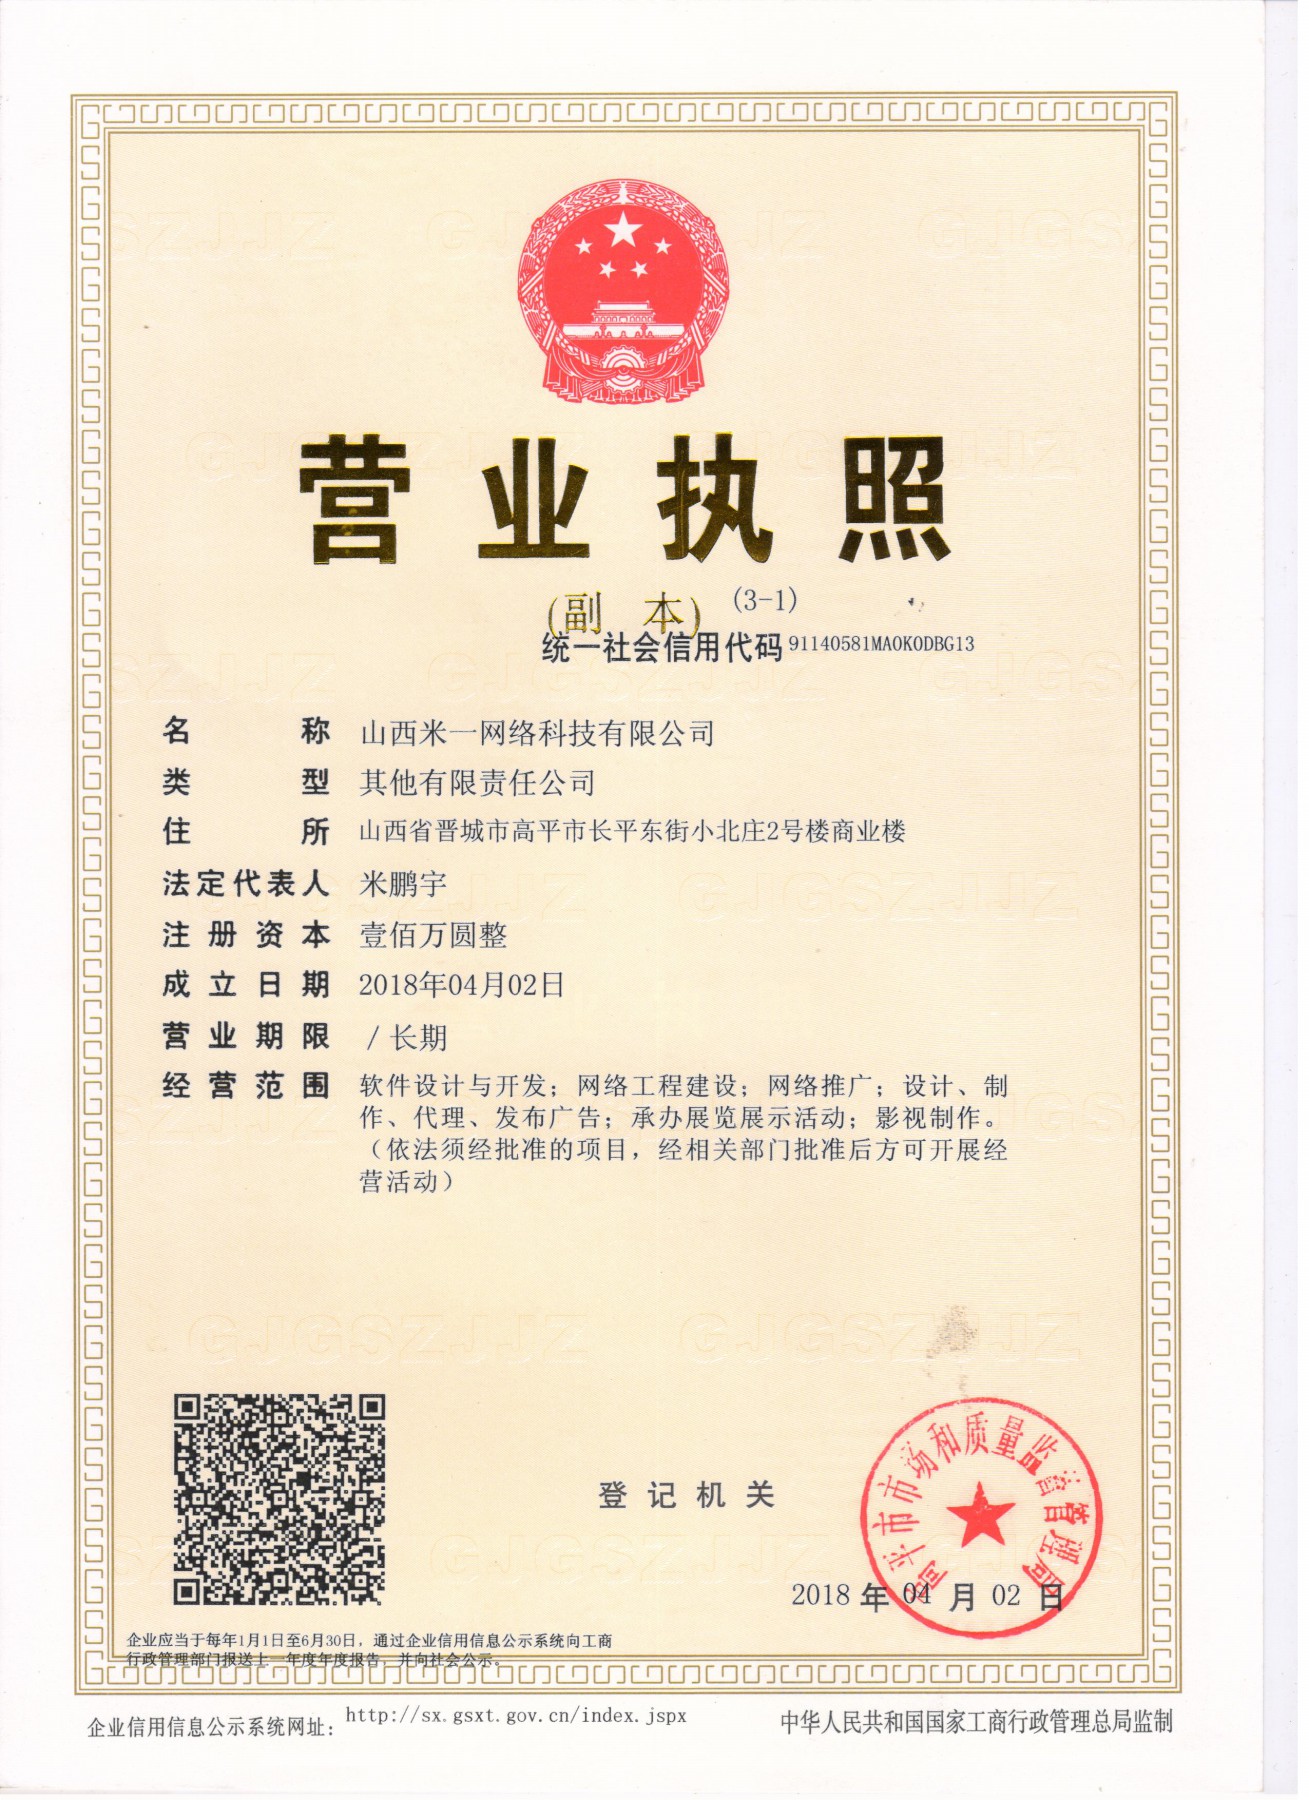 营业执照
(副 本) (3-1)
统一社会信用代码 91140581MA0K0DBG13
名称 山西米一网络科技有限公司
类型 其他有限责任公司
住所 山西省晋城市高平市长平东街小北庄2号楼商业楼
法定代表人 米鹏宇
注册资本 壹佰万圆整
成立日期 2018年04月02日
营业期限 / 长期
经营范围 软件设计与开发；网络工程建设；网络推广；设计、制
作、代理、发布广告；承办展览展示活动；影视制作。
（依法须经批准的项目，经相关部门批准后方可开展经
营活动）
登记机关
高平市市场和质量监督管理局
2018 年 04 月 02 日
企业应当于每年1月1日至6月30日，通过企业信用信息公示系统向工商
行政管理部门报送上一年度年度报告，并向社会公示。
企业信用信息公示系统网址： http://sx.gsxt.gov.cn/index.jspx
中华人民共和国国家工商行政管理总局监制
GJGSZJJZ